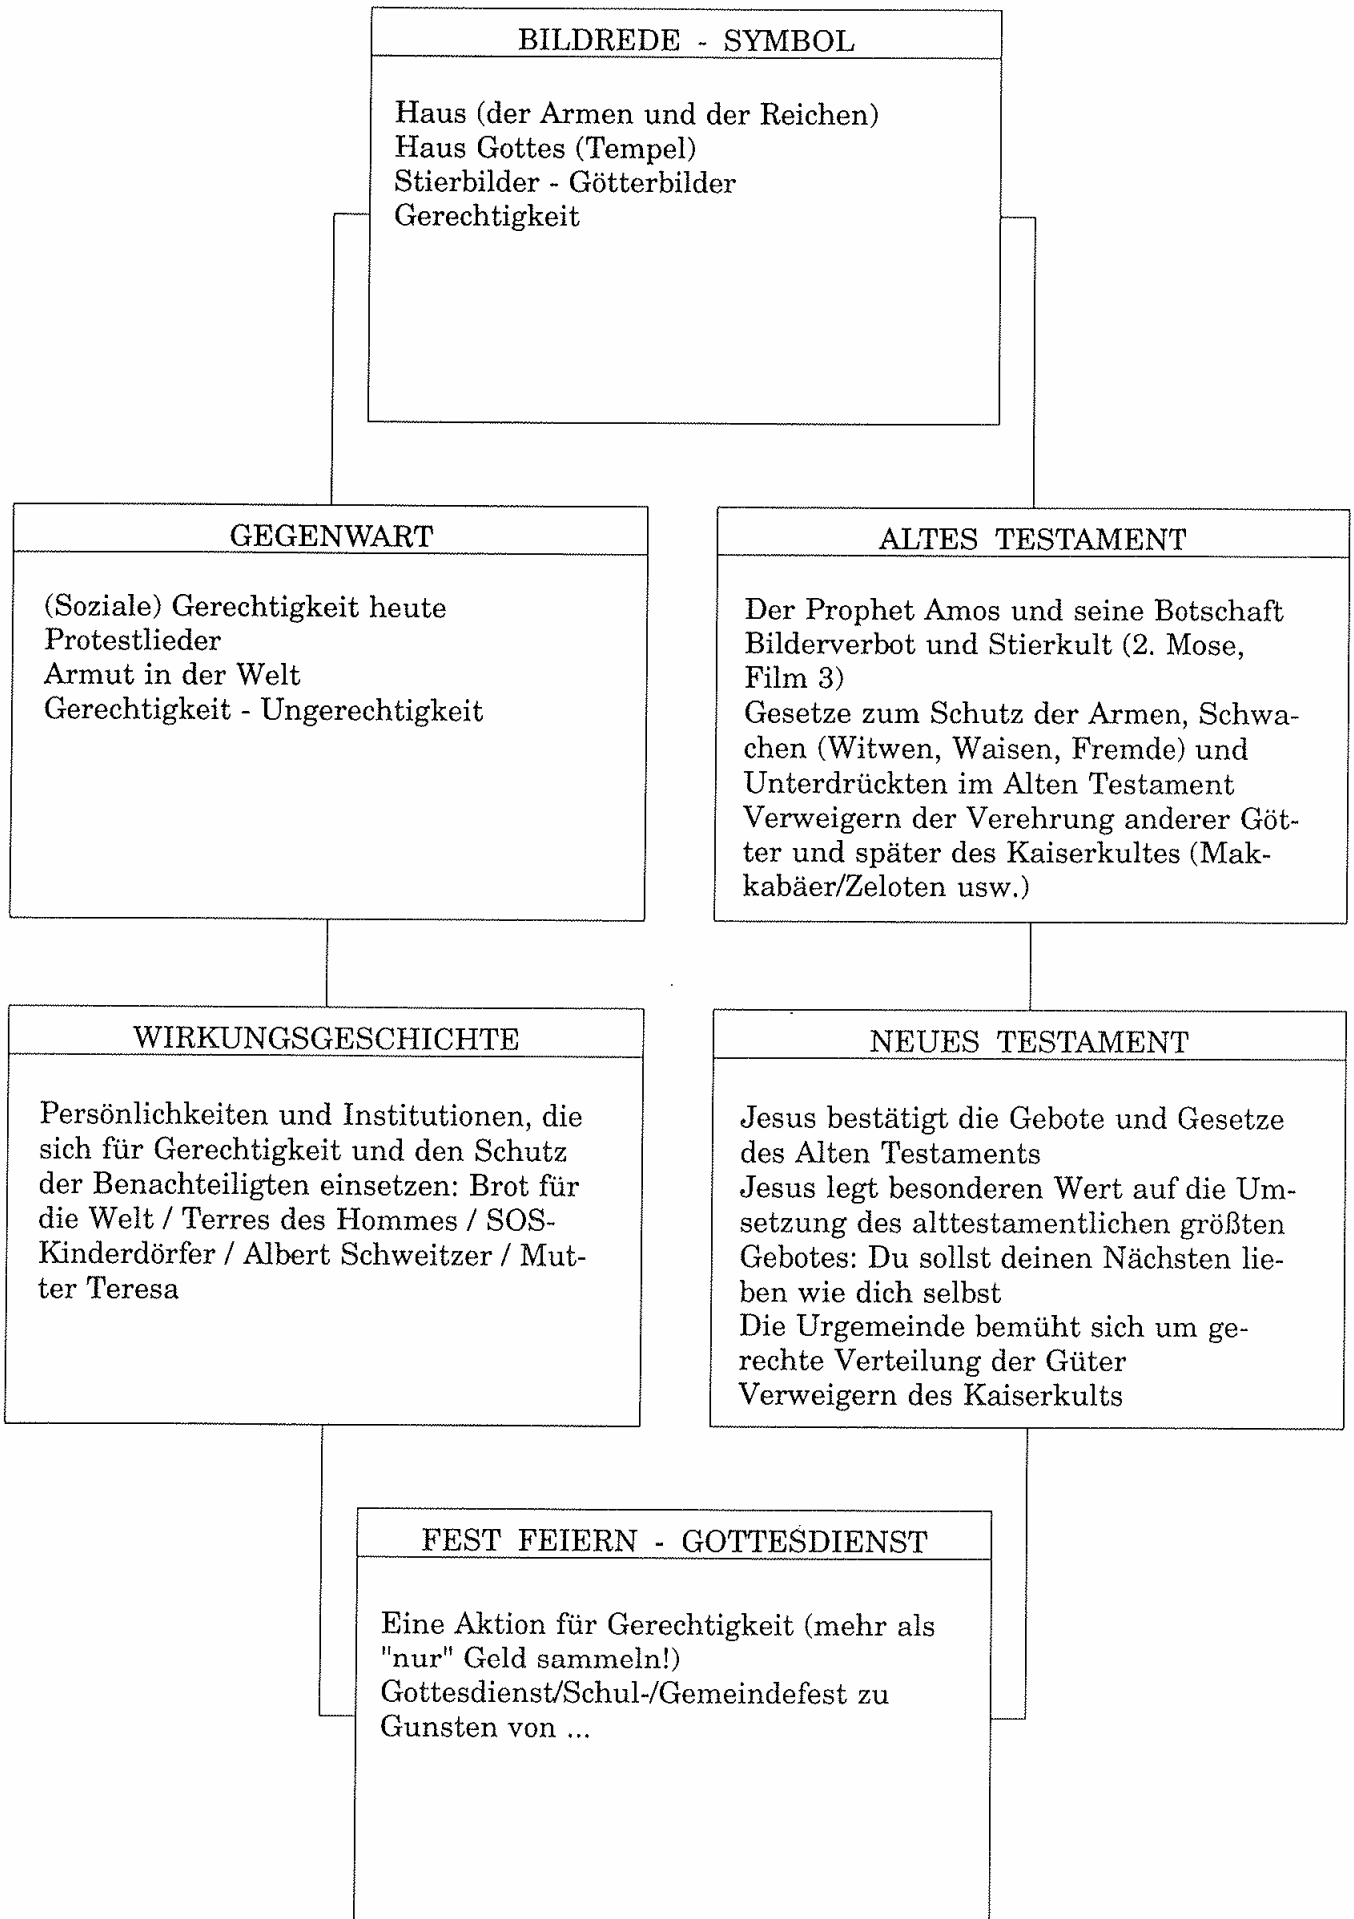 BILDREDE - SYMBOL
Haus (der Armen und der Reichen)
Haus Gottes (Tempel)
Stierbilder - Götterbilder
Gerechtigkeit
GEGENWART
(Soziale) Gerechtigkeit heute
Protestlieder
Armut in der Welt
Gerechtigkeit - Ungerechtigkeit
ALTES TESTAMENT
Der Prophet Amos und seine Botschaft
Bilderverbot und Stierkult (2. Mose,
Film 3)
Gesetze zum Schutz der Armen, Schwa-
chen (Witwen, Waisen, Fremde) und
Unterdrückten im Alten Testament
Verweigern der Verehrung anderer Göt-
ter und später des Kaiserkultes (Mak-
kabäer/Zeloten usw.)
WIRKUNGSGESCHICHTE
Persönlichkeiten und Institutionen, die
sich für Gerechtigkeit und den Schutz
der Benachteiligten einsetzen: Brot für
die Welt / Terres des Hommes / SOS-
Kinderdörfer / Albert Schweitzer / Mut-
ter Teresa
NEUES TESTAMENT
Jesus bestätigt die Gebote und Gesetze
des Alten Testaments
Jesus legt besonderen Wert auf die Um-
setzung des alttestamentlichen größten
Gebotes: Du sollst deinen Nächsten lie-
ben wie dich selbst
Die Urgemeinde bemüht sich um ge-
rechte Verteilung der Güter
Verweigern des Kaiserkults
FEST FEIERN - GOTTESDIENST
Eine Aktion für Gerechtigkeit (mehr als
"nur" Geld sammeln!)
Gottesdienst/Schul-/Gemeindefest zu
Gunsten von ...